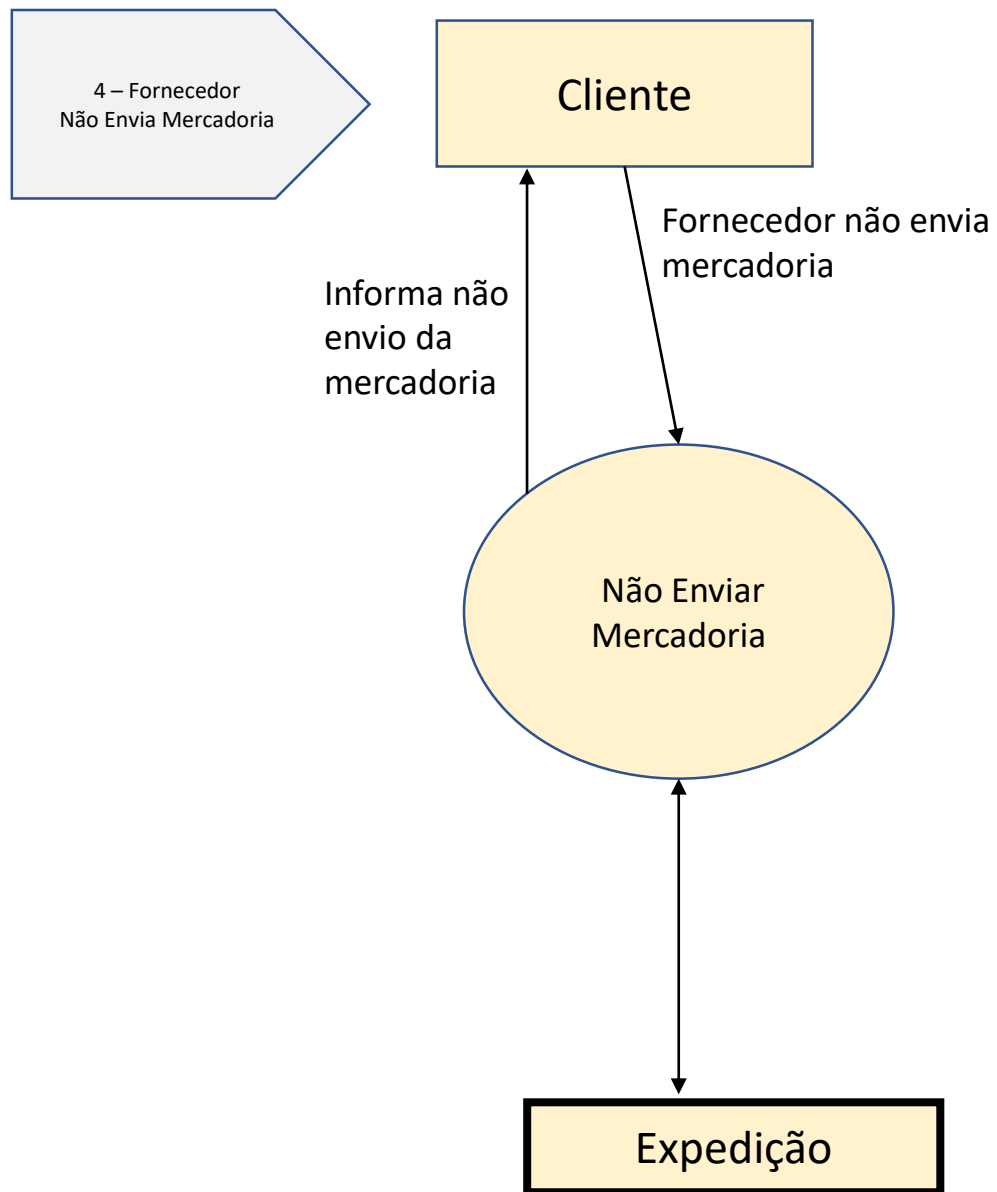 4 – Fornecedor
Não Envia Mercadoria
Cliente
Fornecedor não envia
mercadoria
Informa não
envio da
mercadoria
Não Enviar
Mercadoria
Expedição